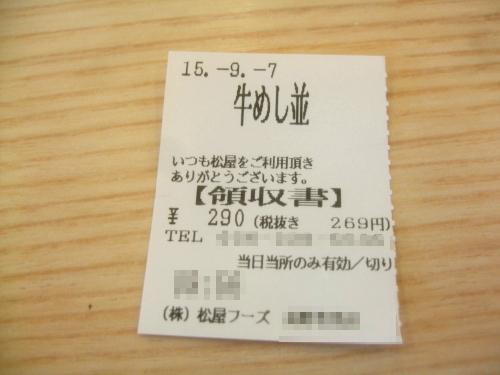 15.-9.-7
牛めし並
いつも松屋をご利用頂き
ありがとうございます。
【領収書】
¥ 290(税抜き 269円)
TEL
当日当所のみ有効/切り
(株)松屋フーズ